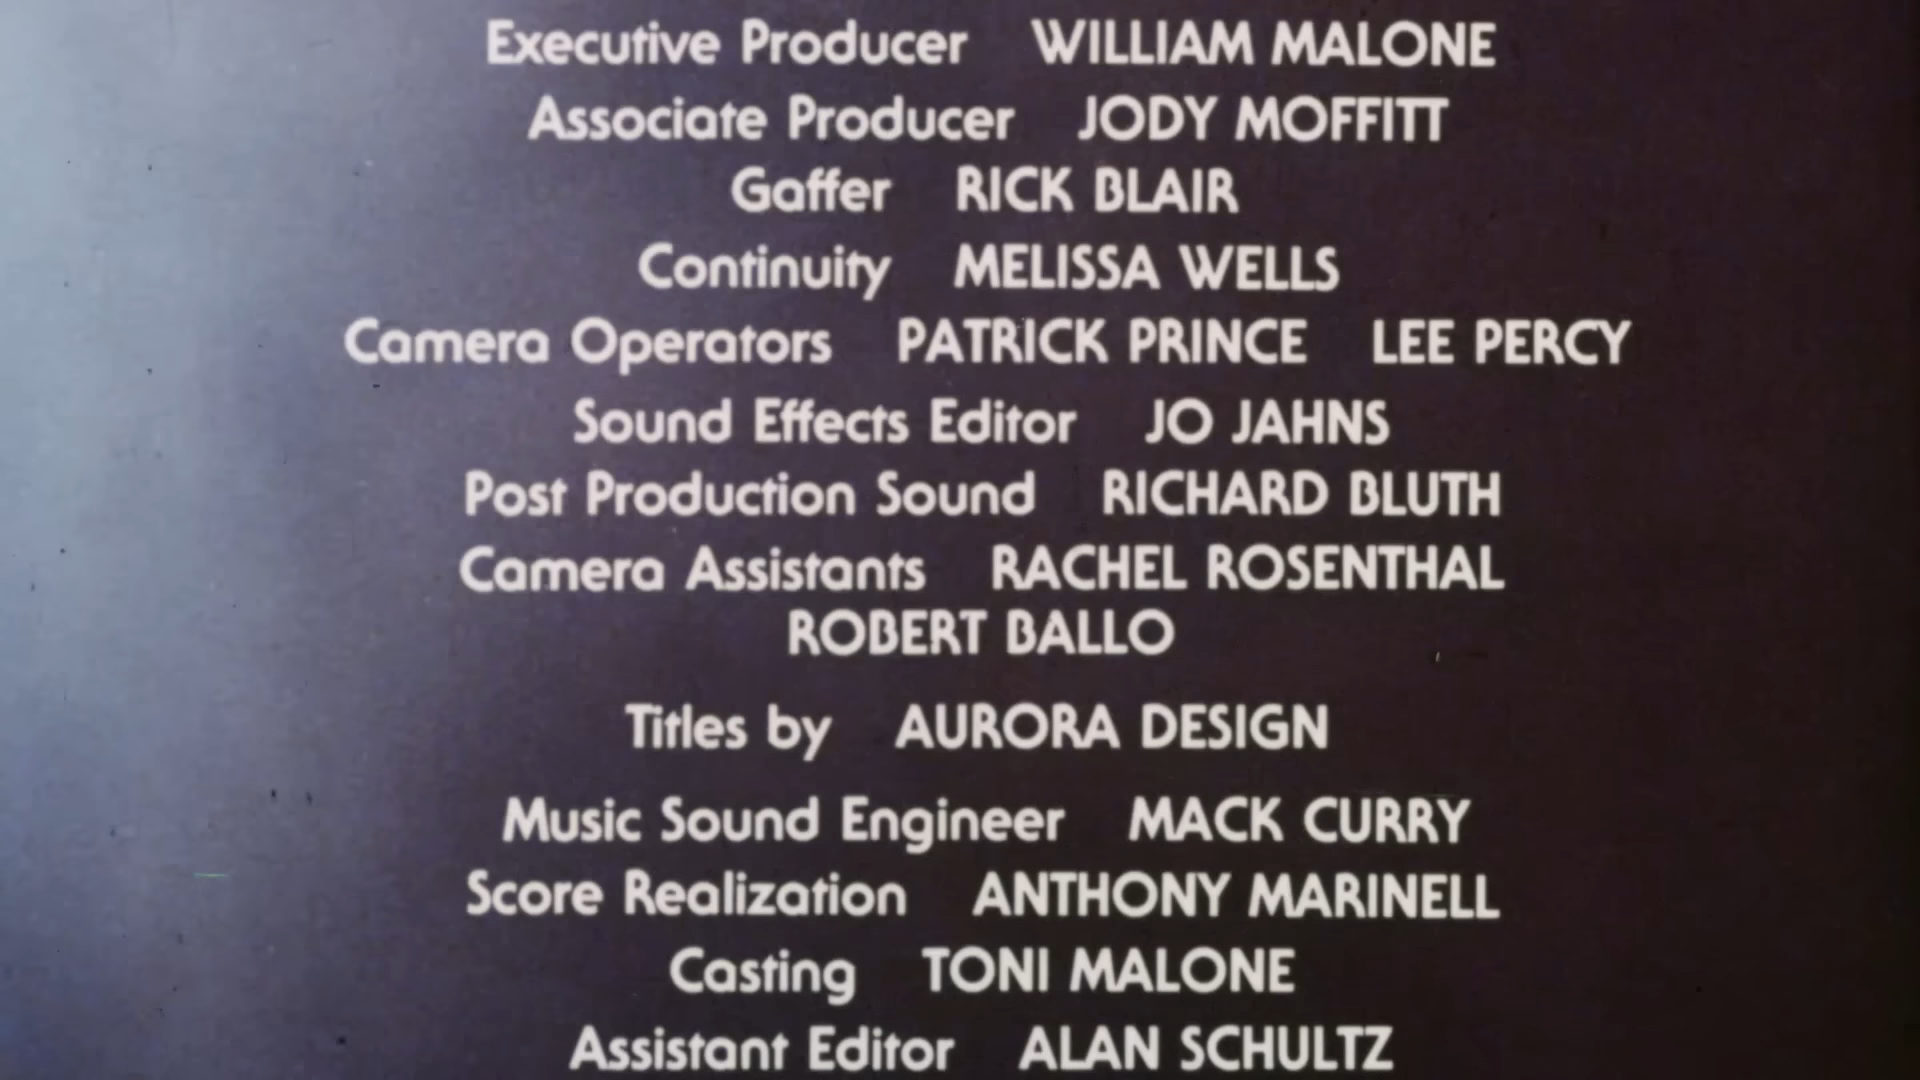 Executive Producer WILLIAM MALONE
Associate Producer JODY MOFFITT
Gaffer RICK BLAIR
Continuity MELISSA WELLS
Camera Operators PATRICK PRINCE LEE PERCY
Sound Effects Editor JO JAHNS
Post Production Sound RICHARD BLUTH
Camera Assistants RACHEL ROSENTHAL
ROBERT BALLO
Titles by AURORA DESIGN
Music Sound Engineer MACK CURRY
Score Realization ANTHONY MARINELL
Casting TONI MALONE
Assistant Editor ALAN SCHULTZ